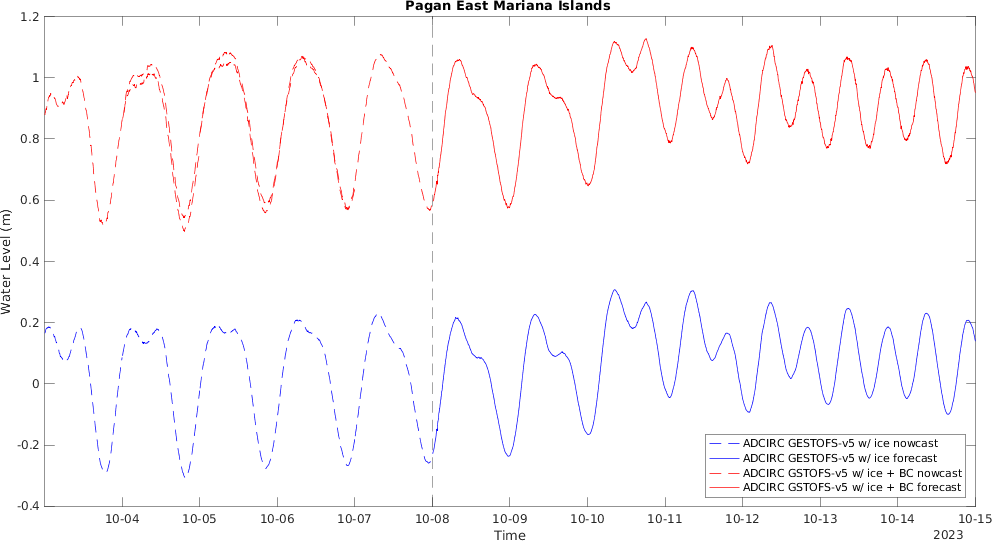 Pagan East Mariana Islands
1.2
1
0.8
0.6
0.4
0.2
0
-0.2
-0.4
Water Level (m)
ADCIRC GESTOFS-v5 w/ ice nowcast
ADCIRC GESTOFS-v5 w/ ice forecast
ADCIRC GSTOFS-v5 w/ ice + BC nowcast
ADCIRC GSTOFS-v5 w/ ice + BC forecast
10-04 10-05 10-06 10-07 10-08 10-09 10-10 10-11 10-12 10-13 10-14 10-15
Time
2023